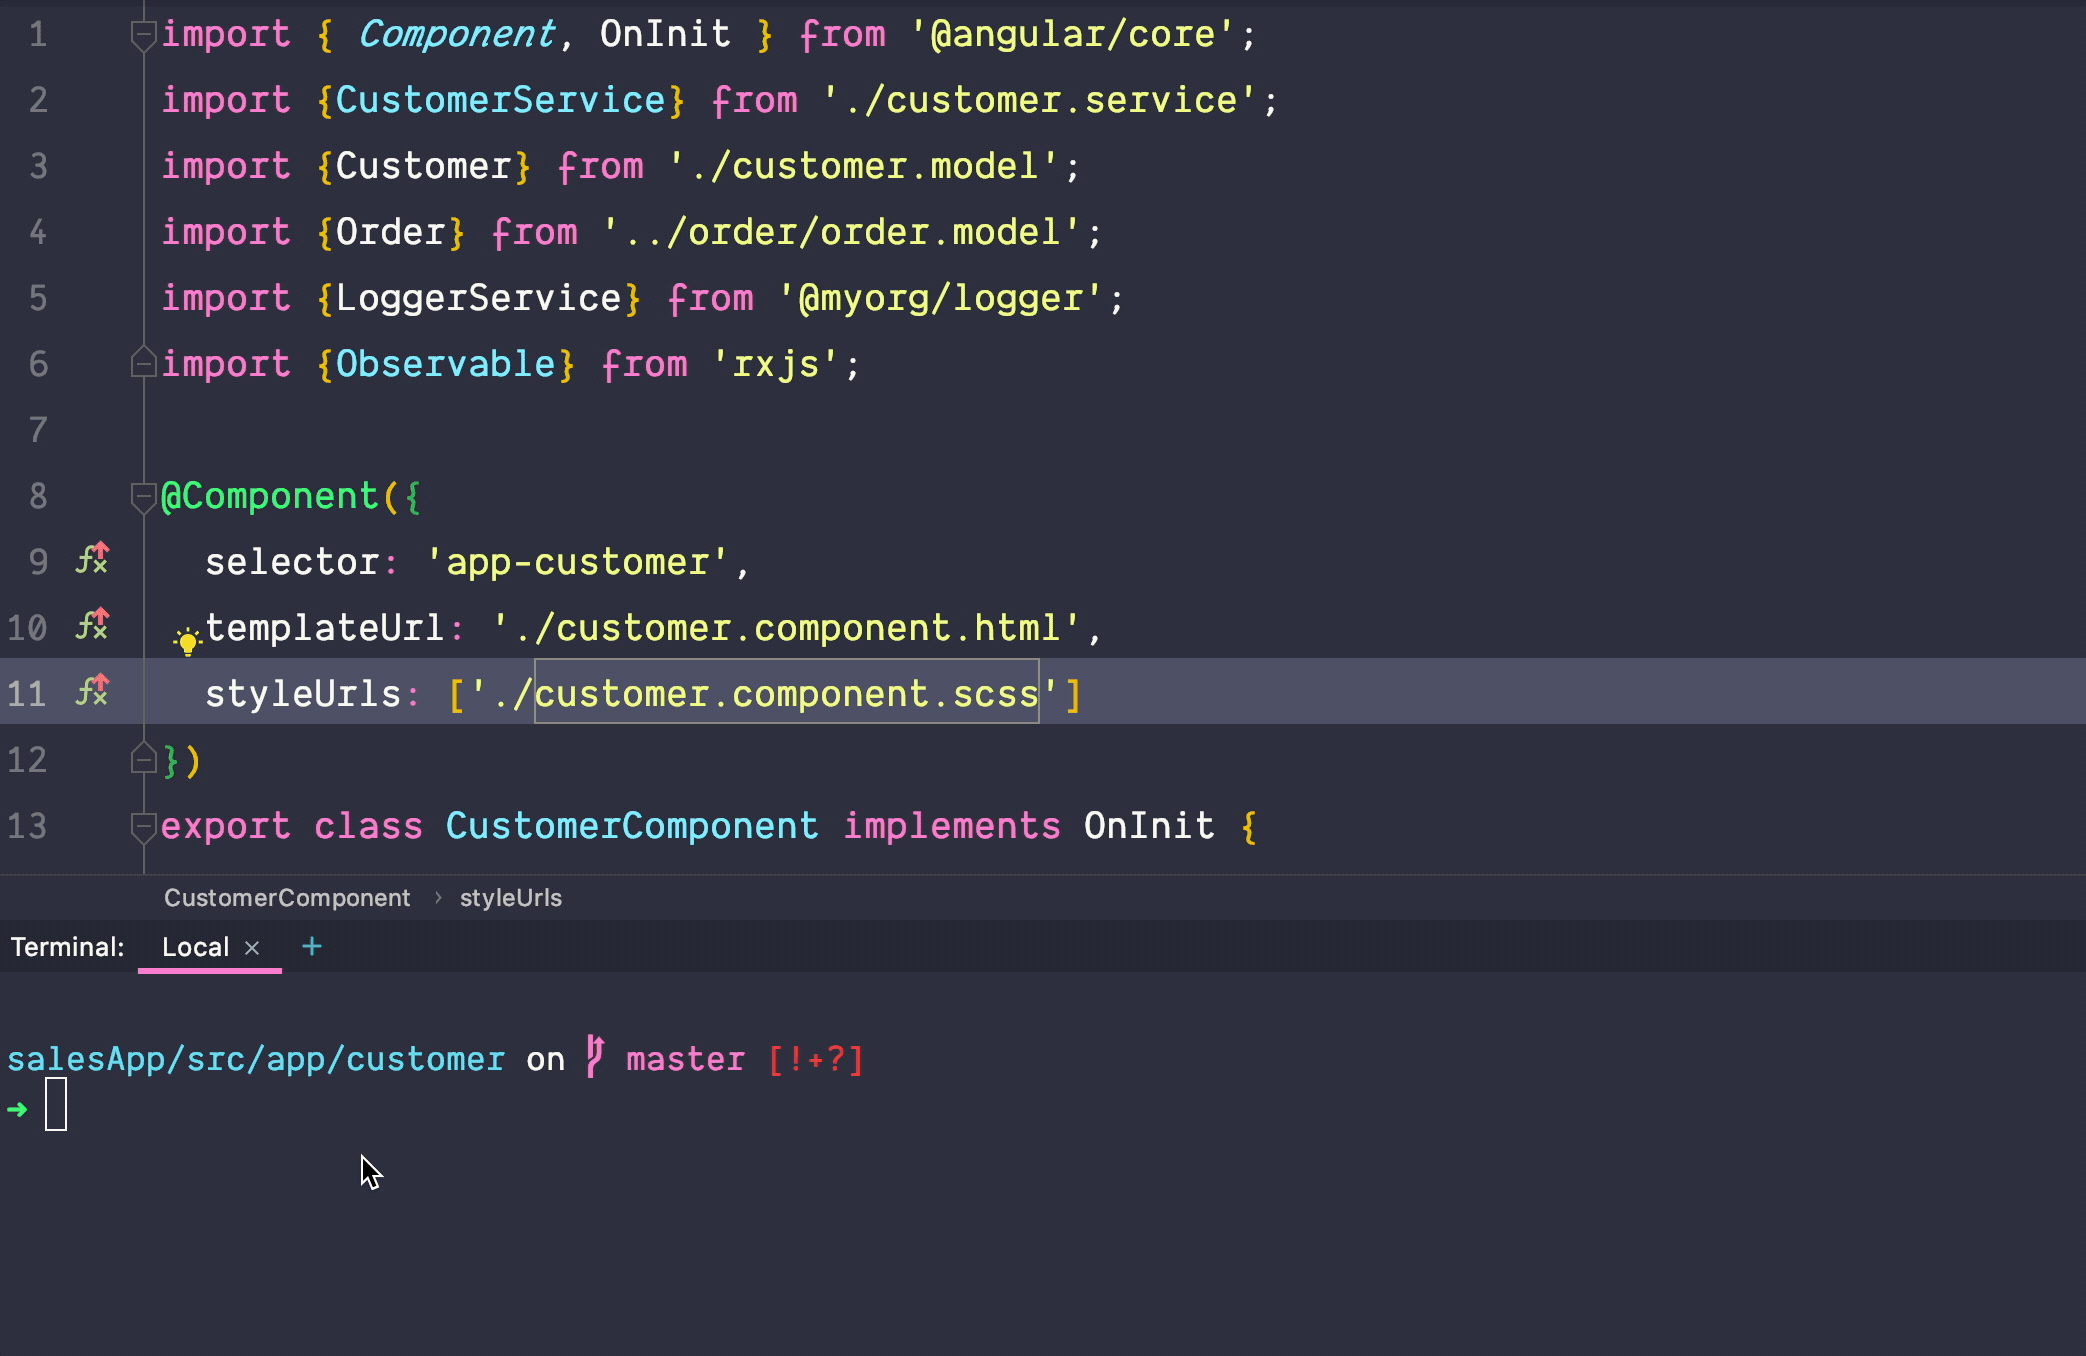 1 import { Component, OnInit } from '@angular/core';
2 import {CustomerService} from './customer.service';
3 import {Customer} from './customer.model';
4 import {Order} from '../order/order.model';
5 import {LoggerService} from '@myorg/logger';
6 import {Observable} from 'rxjs';
7
8 @Component({
9 selector: 'app-customer',
10 templateUrl: './customer.component.html',
11 styleUrls: ['./customer.component.scss']
12 })
13 export class CustomerComponent implements OnInit {
CustomerComponent › styleUrls
Terminal: Local × +
salesApp/src/app/customer on master [!+?]
➜